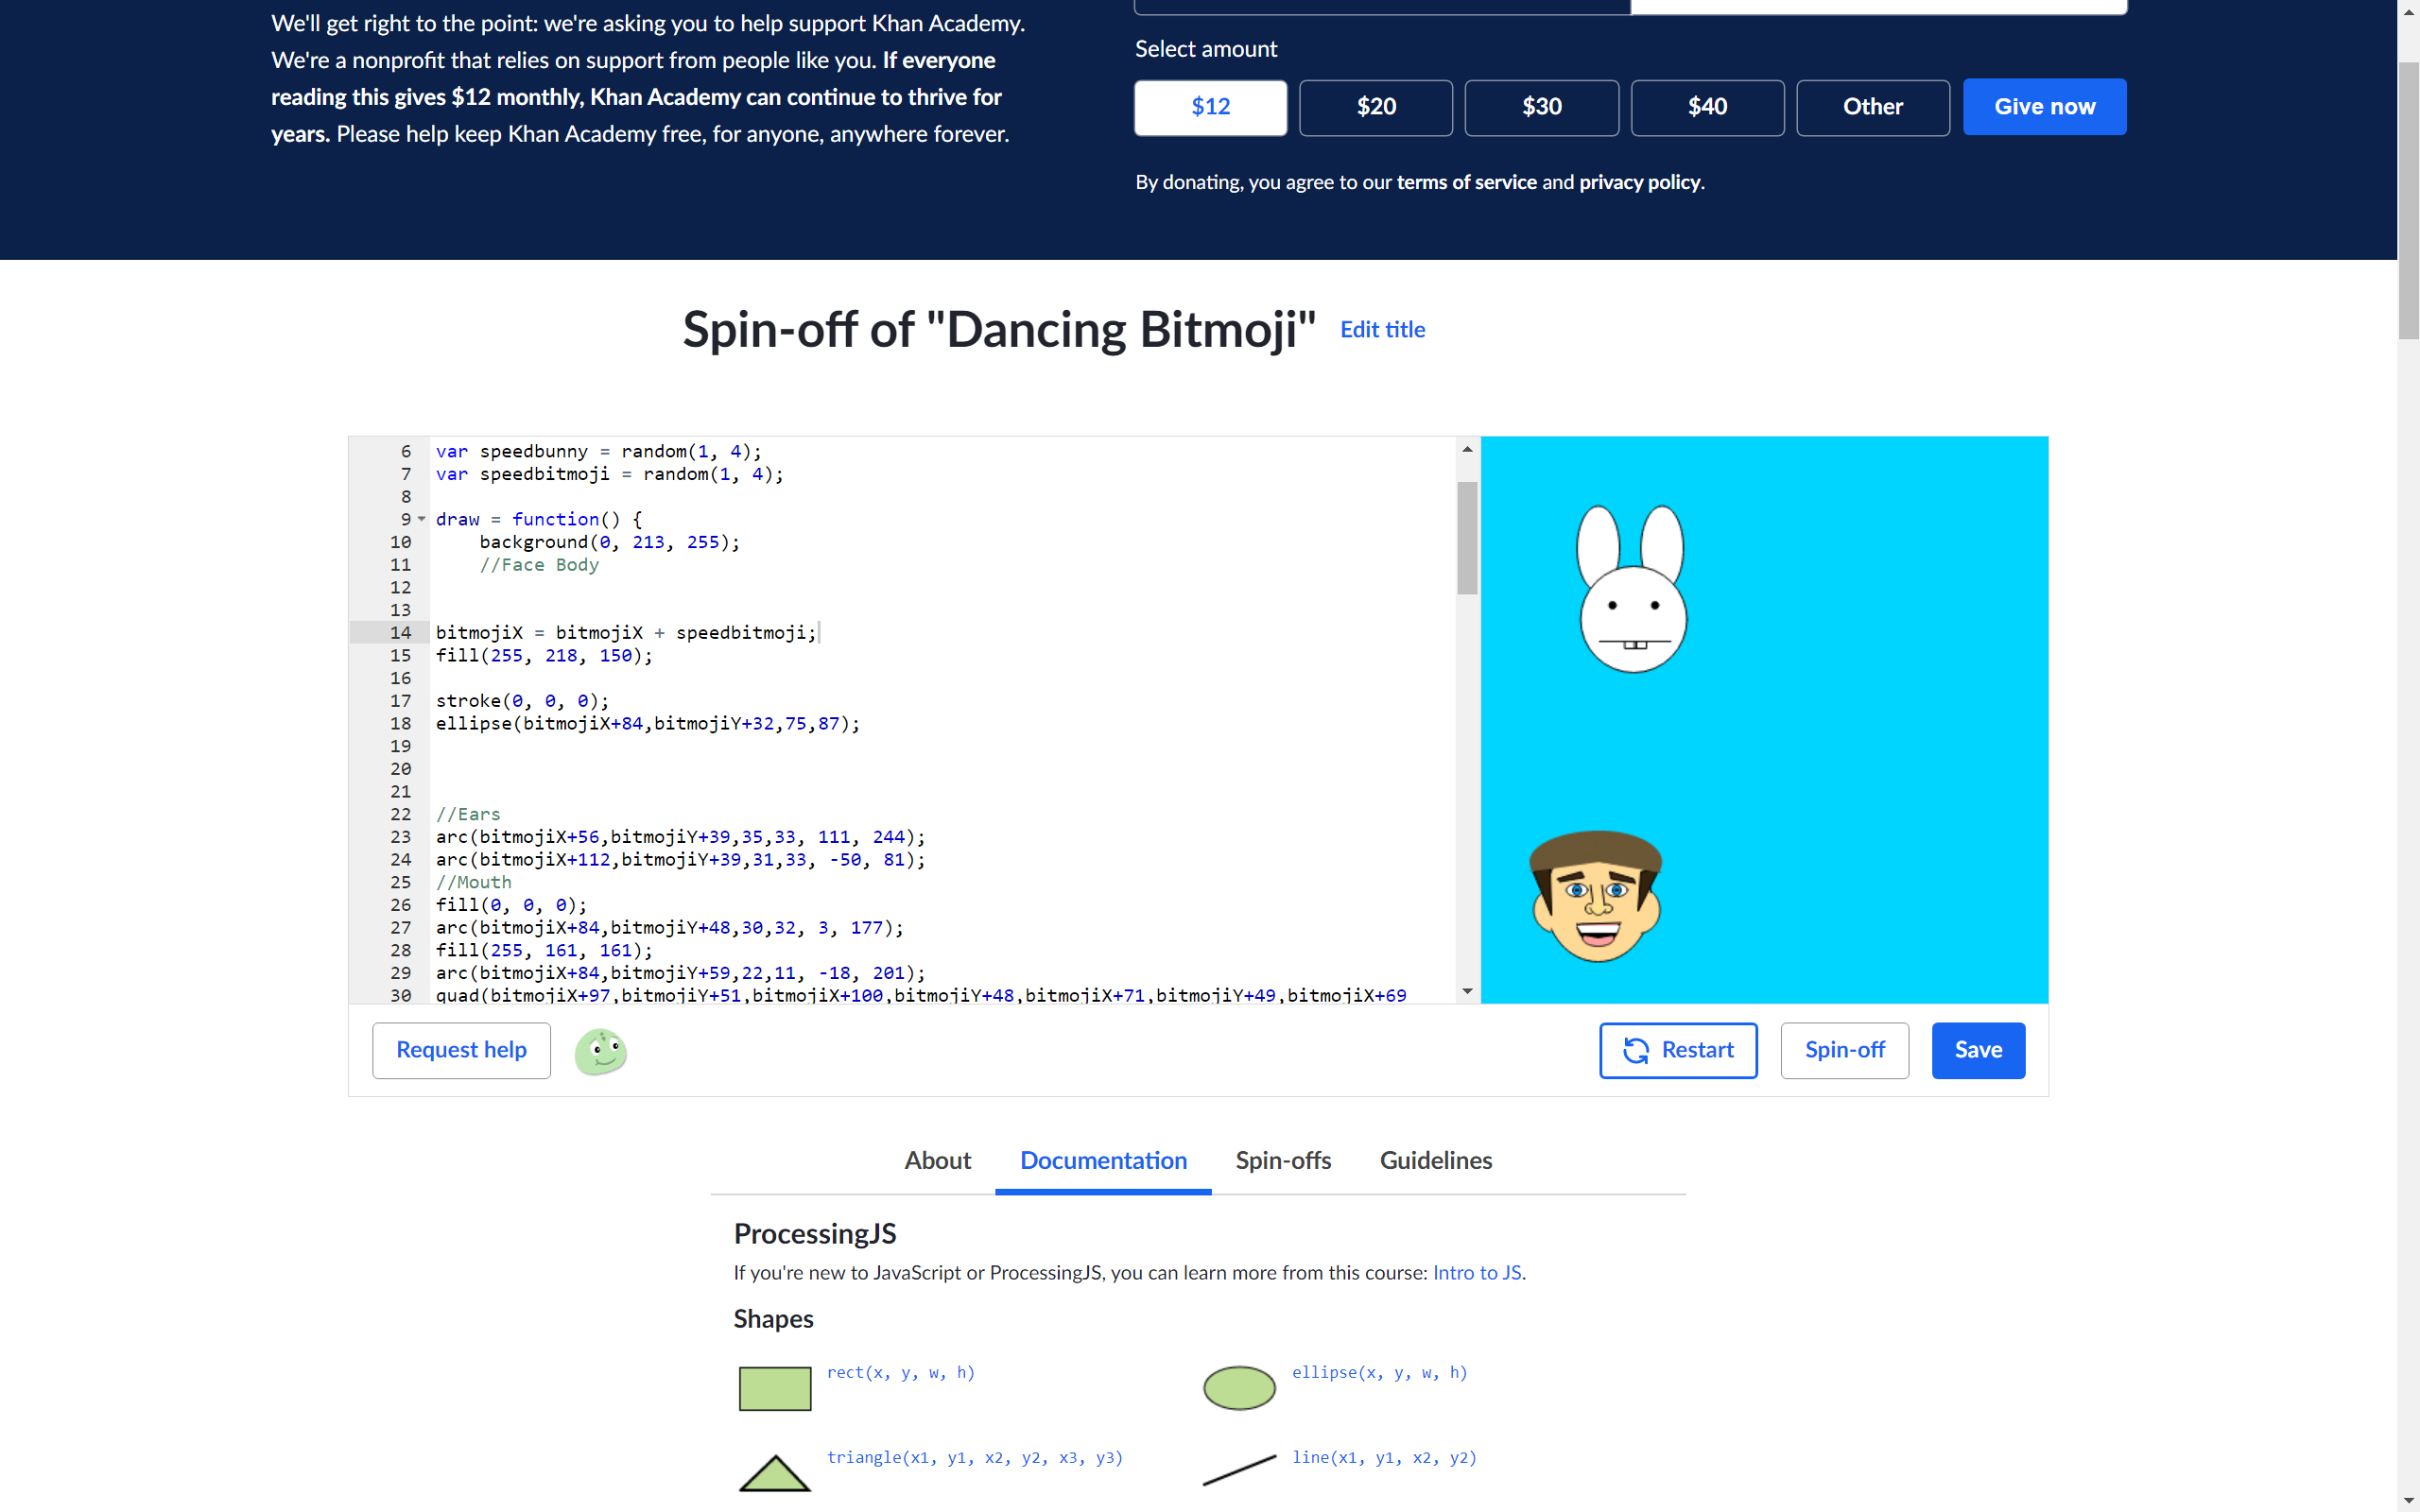 We'll get right to the point: we're asking you to help support Khan Academy.
We're a nonprofit that relies on support from people like you. If everyone
reading this gives $12 monthly, Khan Academy can continue to thrive for
years. Please help keep Khan Academy free, for anyone, anywhere forever.
Select amount
$12 $20 $30 $40 Other Give now
By donating, you agree to our terms of service and privacy policy.
Spin-off of "Dancing Bitmoji" Edit title
6 var speedbunny = random(1, 4);
7 var speedbitmoji = random(1, 4);
8
9 draw = function() {
10 background(0, 213, 255);
11 //Face Body
12
13
14 bitmojiX = bitmojiX + speedbitmoji;
15 fill(255, 218, 150);
16
17 stroke(0, 0, 0);
18 ellipse(bitmojiX+84,bitmojiY+32,75,87);
19
20
21
22 //Ears
23 arc(bitmojiX+56,bitmojiY+39,35,33, 111, 244);
24 arc(bitmojiX+112,bitmojiY+39,31,33, -50, 81);
25 //Mouth
26 fill(0, 0, 0);
27 arc(bitmojiX+84,bitmojiY+48,30,32, 3, 177);
28 fill(255, 161, 161);
29 arc(bitmojiX+84,bitmojiY+59,22,11, -18, 201);
30 quad(bitmojiX+97,bitmojiY+51,bitmojiX+100,bitmojiY+48,bitmojiX+71,bitmojiY+49,bitmojiX+69
Request help Restart Spin-off Save
About Documentation Spin-offs Guidelines
ProcessingJS
If you're new to JavaScript or ProcessingJS, you can learn more from this course: Intro to JS.
Shapes
rect(x, y, w, h) ellipse(x, y, w, h)
triangle(x1, y1, x2, y2, x3, y3) line(x1, y1, x2, y2)